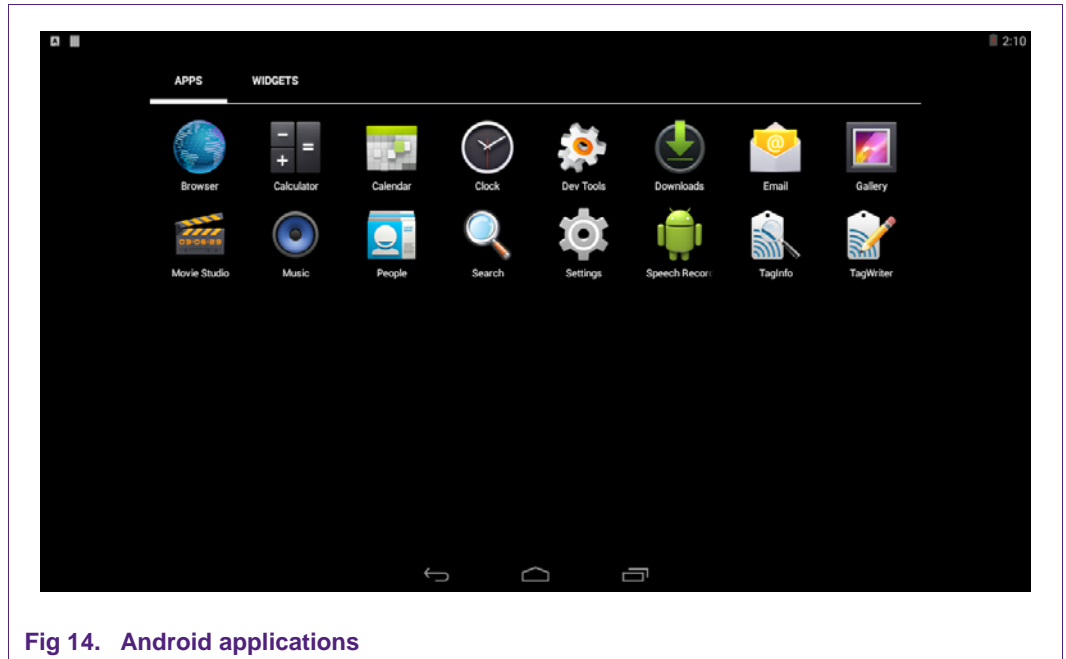 2:10
APPS WIDGETS
Browser Calculator Calendar Clock Dev Tools Downloads Email Gallery
Movie Studio Music People Search Settings Speech Recor TagInfo TagWriter
Fig 14. Android applications